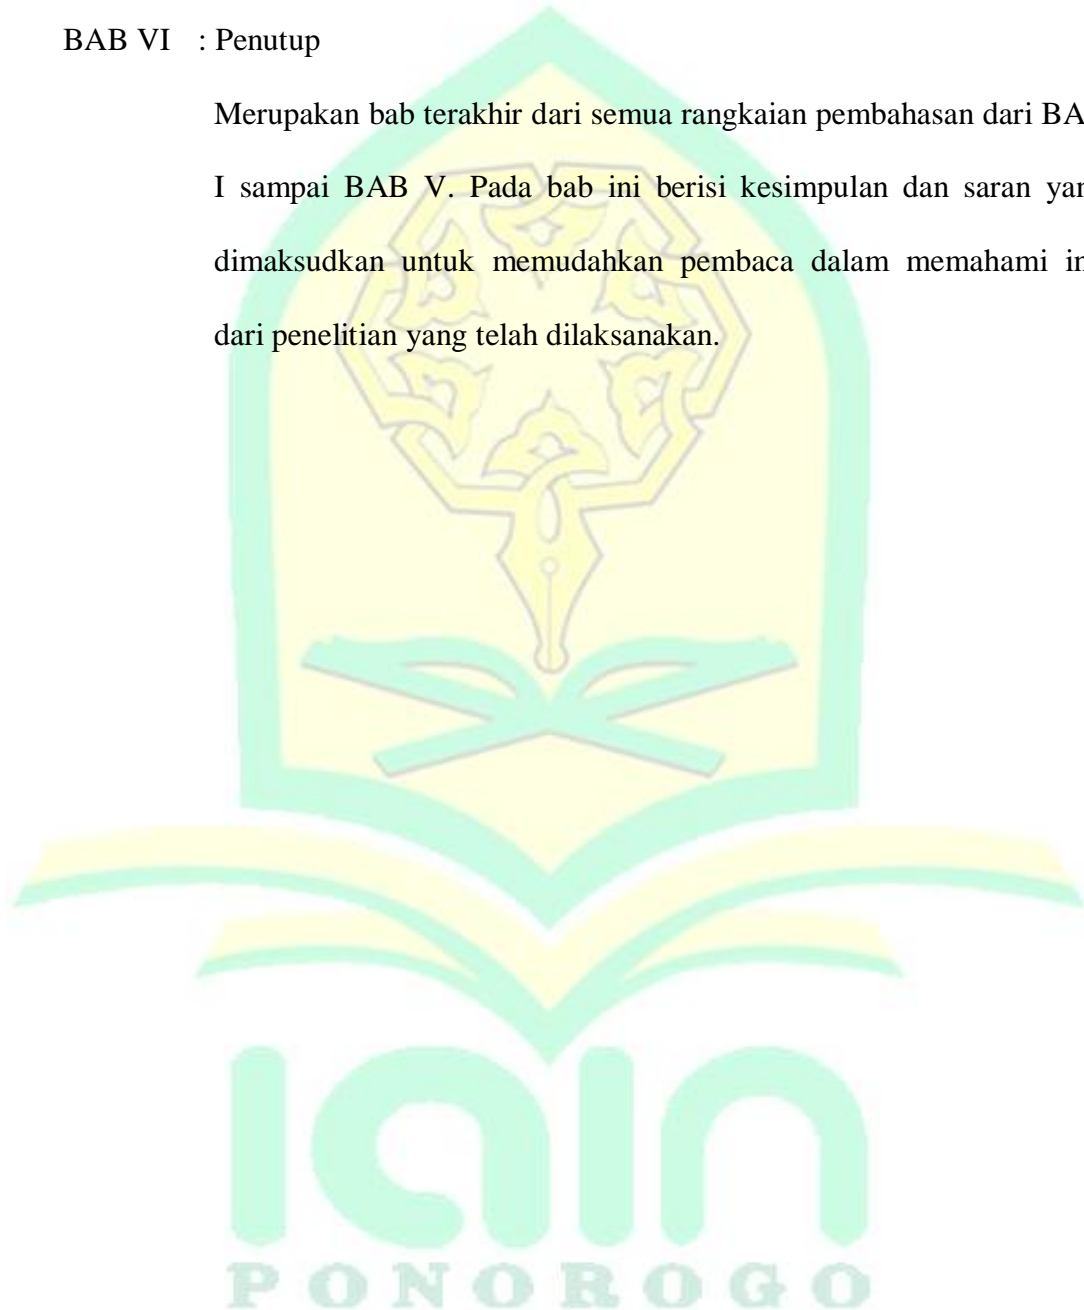 BAB VI : Penutup
Merupakan bab terakhir dari semua rangkaian pembahasan dari BA
I sampai BAB V. Pada bab ini berisi kesimpulan dan saran yan
dimaksudkan untuk memudahkan pembaca dalam memahami in
dari penelitian yang telah dilaksanakan.
iain
PONOROGO